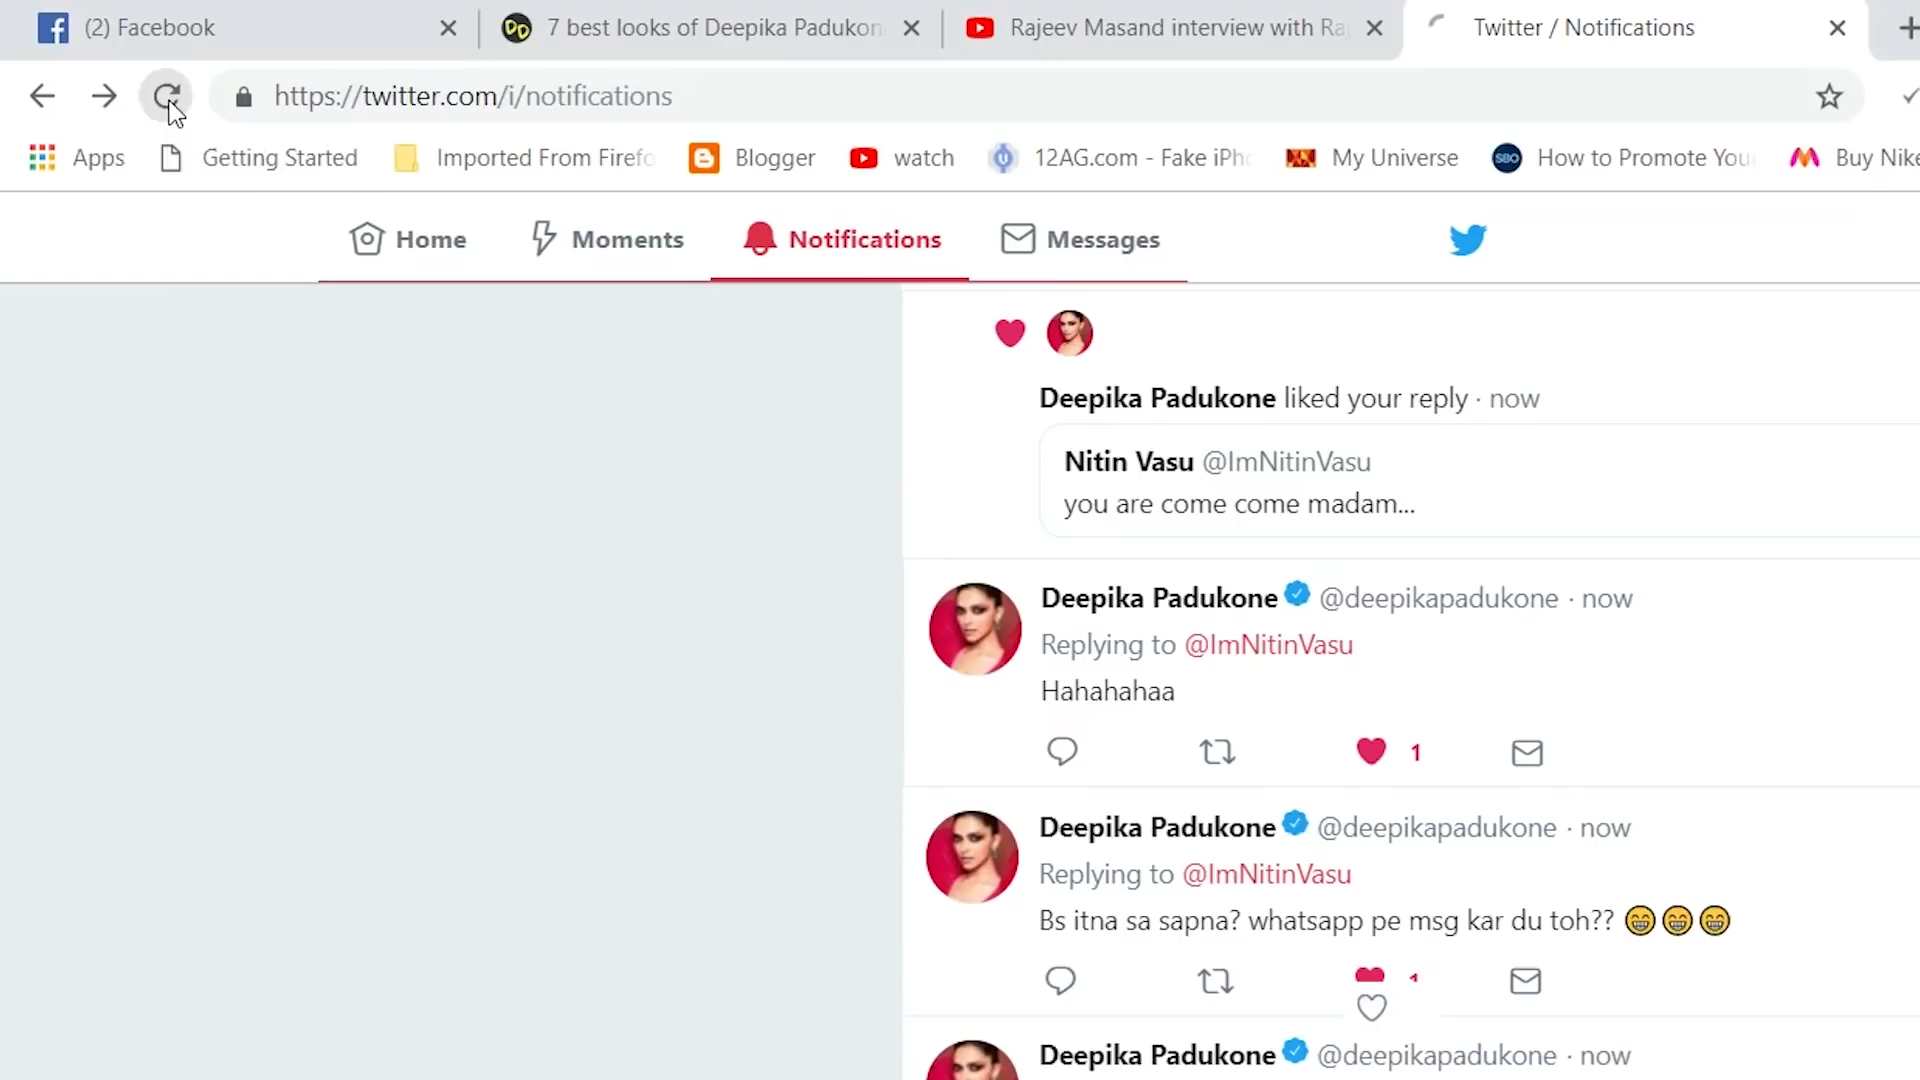 (2) Facebook
7 best looks of Deepika Padukon
Rajeev Masand interview with Ra
Twitter / Notifications
https://twitter.com/i/notifications
Apps
Getting Started
Imported From Firefo
Blogger
watch
12AG.com - Fake iPho
My Universe
SBO
How to Promote You
Buy Nike
Home
Moments
Notifications
Messages
Deepika Padukone liked your reply · now
Nitin Vasu @ImNitinVasu
you are come come madam...
Deepika Padukone @deepikapadukone · now
Replying to @ImNitinVasu
Hahahahaa
1
Deepika Padukone @deepikapadukone · now
Replying to @ImNitinVasu
Bs itna sa sapna? whatsapp pe msg kar du toh?? 😁😁😁
1
Deepika Padukone @deepikapadukone · now